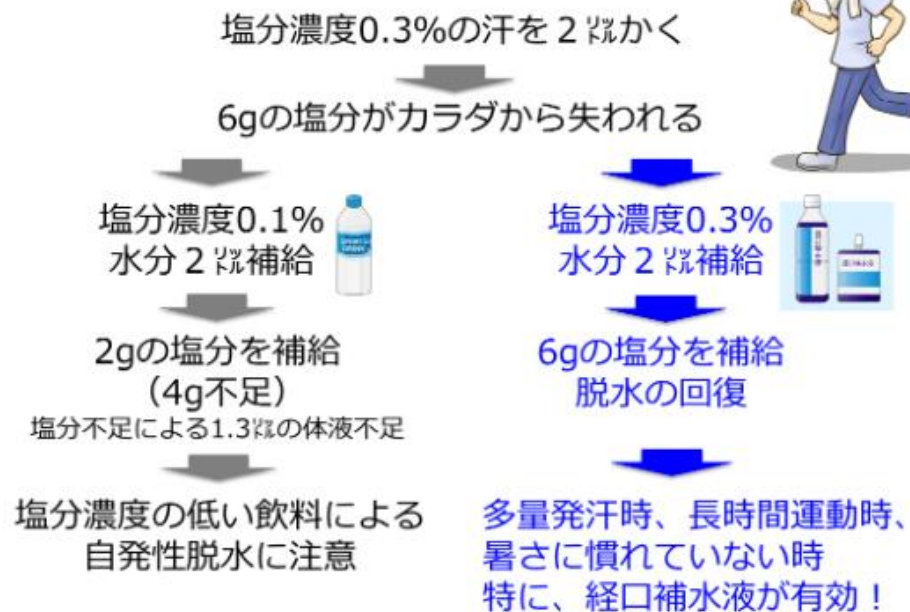 塩分濃度0.3%の汗を2㍑かく
6gの塩分がカラダから失われる
塩分濃度0.1%
水分2㍑補給
2gの塩分を補給
（4g不足）
塩分不足による1.3㍑の体液不足
塩分濃度の低い飲料による
自発性脱水に注意
塩分濃度0.3%
水分2㍑補給
6gの塩分を補給
脱水の回復
多量発汗時、長時間運動時、
暑さに慣れていない時
特に、経口補水液が有効！